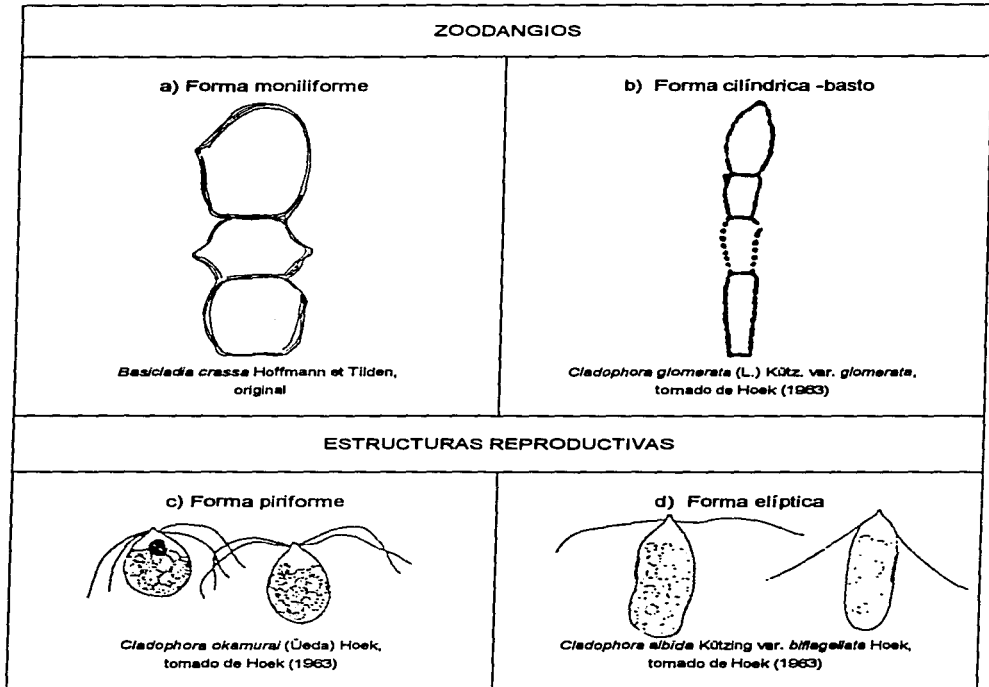 ZOODANGIOS
a) Forma moniliforme
Basicladia crassa Hoffmann et Tilden,
original
b) Forma cilíndrica -basto
Cladophora glomerata (L.) Kütz. var. glomerata,
tomado de Hoek (1963)
ESTRUCTURAS REPRODUCTIVAS
c) Forma piriforme
Cladophora okamurai (Üeda) Hoek,
tomado de Hoek (1963)
d) Forma elíptica
Cladophora albida Kützing var. biflagellata Hoek,
tomado de Hoek (1963)